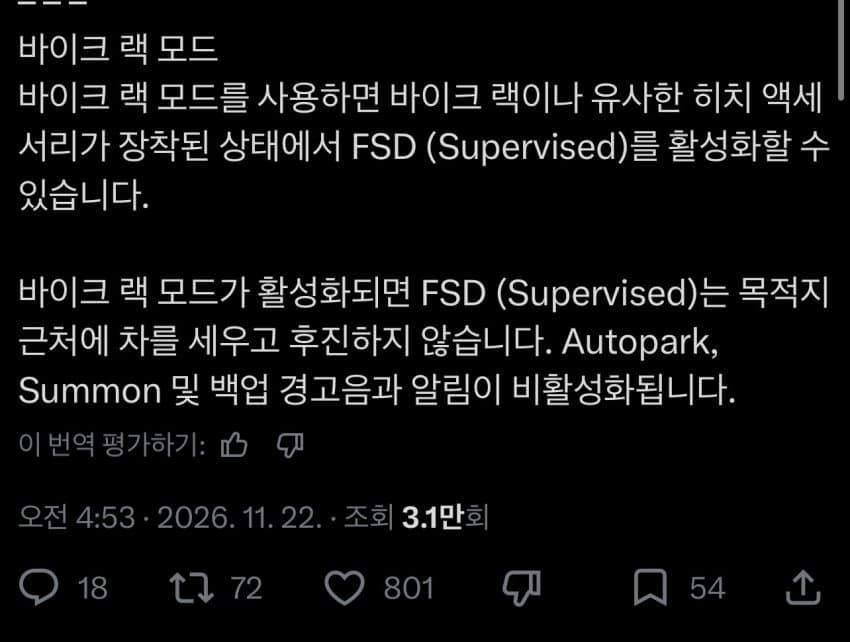 바이크 랙 모드
바이크 랙 모드를 사용하면 바이크 랙이나 유사한 히치 액세
서리가 장착된 상태에서 FSD (Supervised)를 활성화할 수
있습니다.
바이크 랙 모드가 활성화되면 FSD (Supervised)는 목적지
근처에 차를 세우고 후진하지 않습니다. Autopark,
Summon 및 백업 경고음과 알림이 비활성화됩니다.
이 번역 평가하기:
오전 4:53 · 2026. 11. 22. · 조회 3.1만회
18 72 801 54